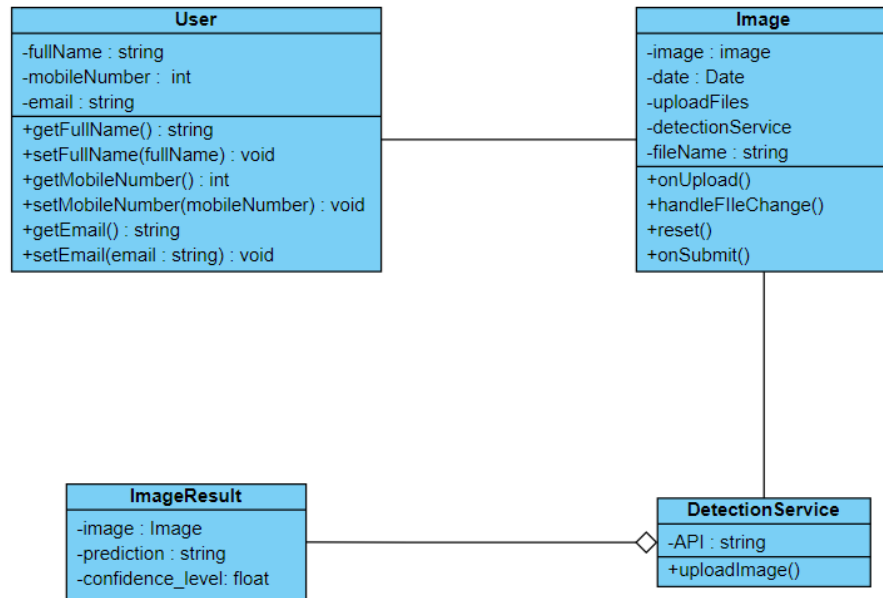 User
-fullName : string
-mobileNumber :  int
-email : string
+getFullName() : string
+setFullName(fullName) : void
+getMobileNumber() : int
+setMobileNumber(mobileNumber) : void
+getEmail() : string
+setEmail(email : string) : void
Image
-image : image
-date : Date
-uploadFiles
-detectionService
-fileName : string
+onUpload()
+handleFIleChange()
+reset()
+onSubmit()
ImageResult
-image : Image
-prediction : string
-confidence_level: float
DetectionService
-API : string
+uploadImage()